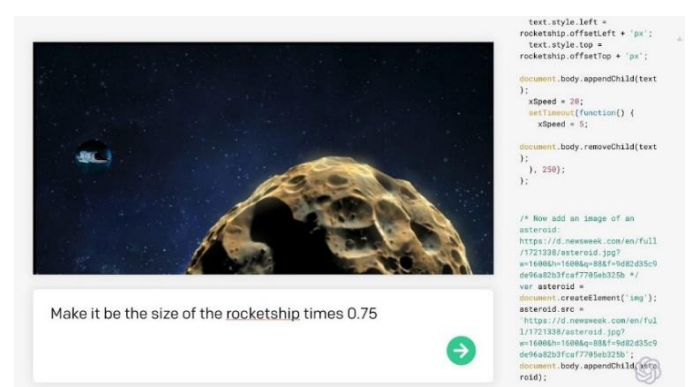 text.style.left =
rocketship.offsetLeft + 'px';
text.style.top =
rocketship.offsetTop + 'px';
document.body.appendChild(text
);
xSpeed = 20;
setTimeout(function() {
xSpeed = 5;
document.body.removeChild(text
);
}, 250);
};
/* Now add an image of an
asteroid:
https://d.newsweek.com/en/full
/1721338/asteroid.jpg?
w=1600&h=1600&q=88&f=9d82d35c9
de96a82b3fcaf7705eb325b */
var asteroid =
document.createElement('img');
asteroid.src =
'https://d.newsweek.com/en/ful
l/1721338/asteroid.jpg?
w=1600&h=1600&q=88&f=9d82d35c9
de96a82b3fcaf7705eb325b';
document.body.appendChild(aste
roid);
Make it be the size of the rocketship times 0.75